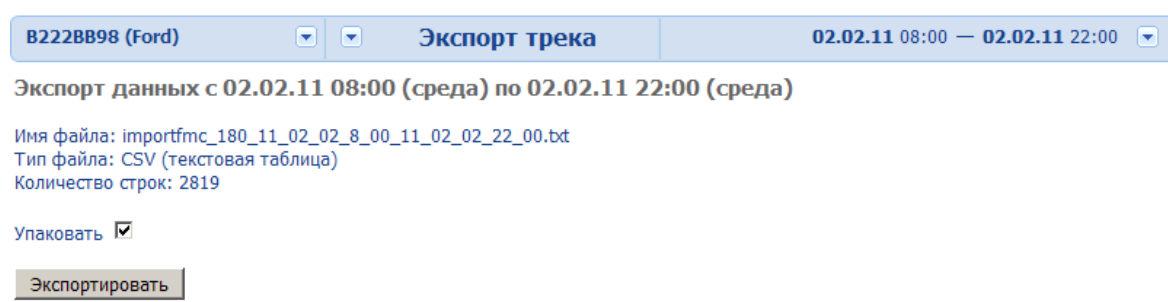 B222BB98 (Ford) Экспорт трека 02.02.11 08:00 — 02.02.11 22:00
Экспорт данных с 02.02.11 08:00 (среда) по 02.02.11 22:00 (среда)
Имя файла: importfmc_180_11_02_02_8_00_11_02_02_22_00.txt
Тип файла: CSV (текстовая таблица)
Количество строк: 2819
Упаковать
Экспортировать